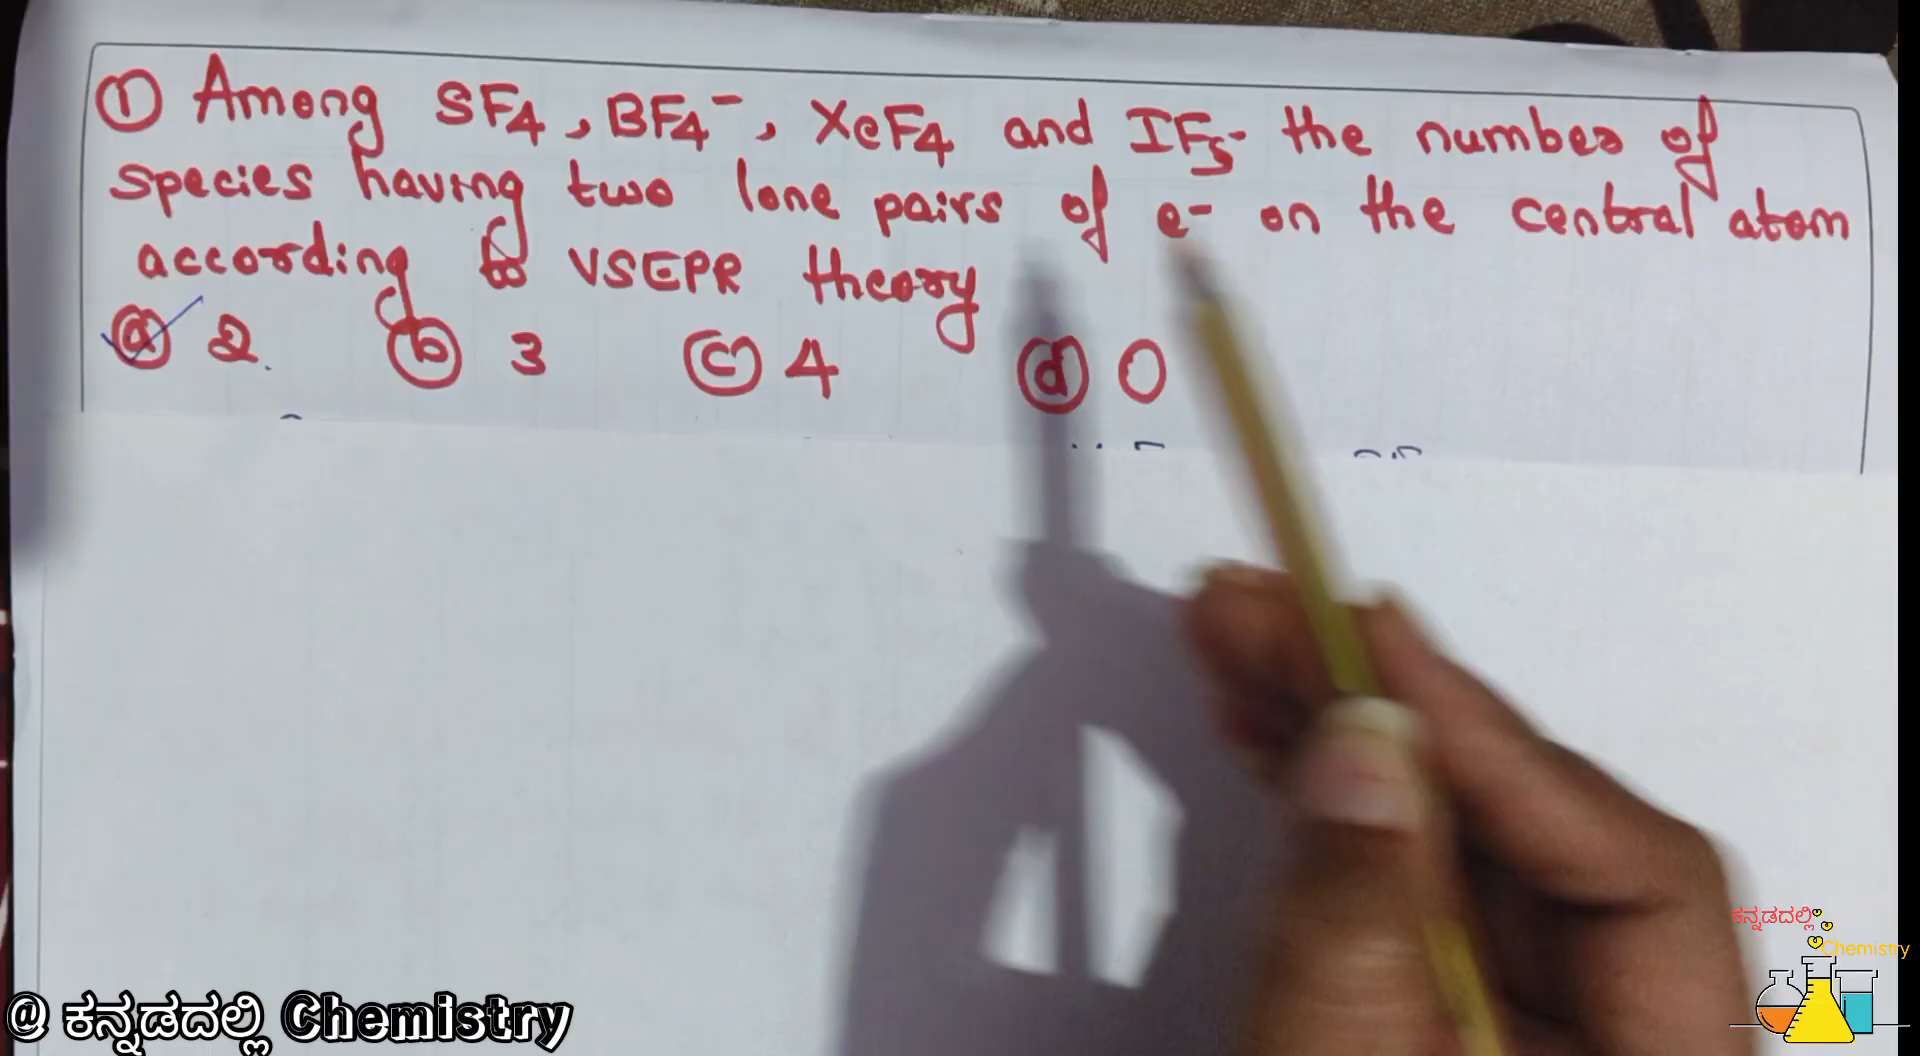 ① Among SF₄, BF₄⁻, XeF₄ and IF₅⁻ the number of
species having two lone pairs of e⁻ on the central atom
according to VSEPR theory
ⓐ 2 ⓑ 3 ⓒ 4 ⓓ 0
ಕನ್ನಡದಲ್ಲಿ
Chemistry
@ ಕನ್ನಡದಲ್ಲಿ Chemistry